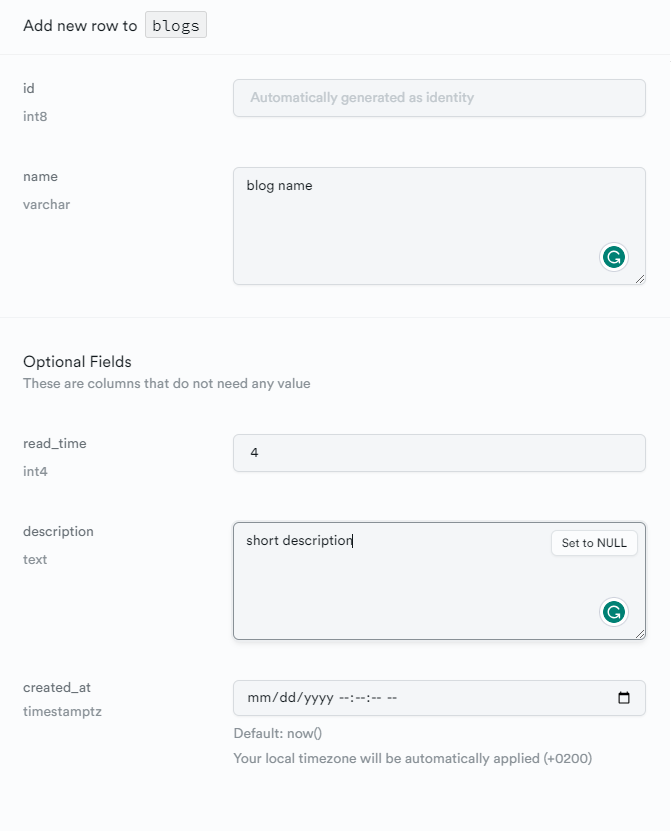 Add new row to blogs
id
int8
Automatically generated as identity
name
varchar
blog name
Optional Fields
These are columns that do not need any value
read_time
int4
4
description
text
short description
Set to NULL
created_at
timestamptz
mm/dd/yyyy --:--:-- --
Default: now()
Your local timezone will be automatically applied (+0200)